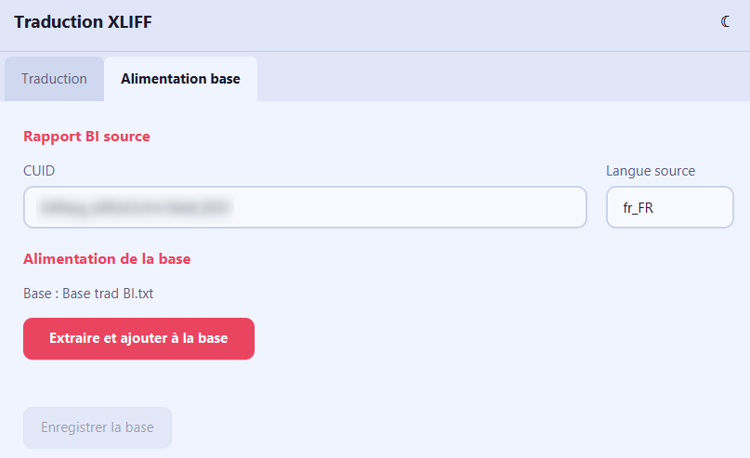 Traduction XLIFF
Traduction
Alimentation base
Rapport BI source
CUID
Langue source
fr_FR
Alimentation de la base
Base : Base trad BI.txt
Extraire et ajouter à la base
Enregistrer la base